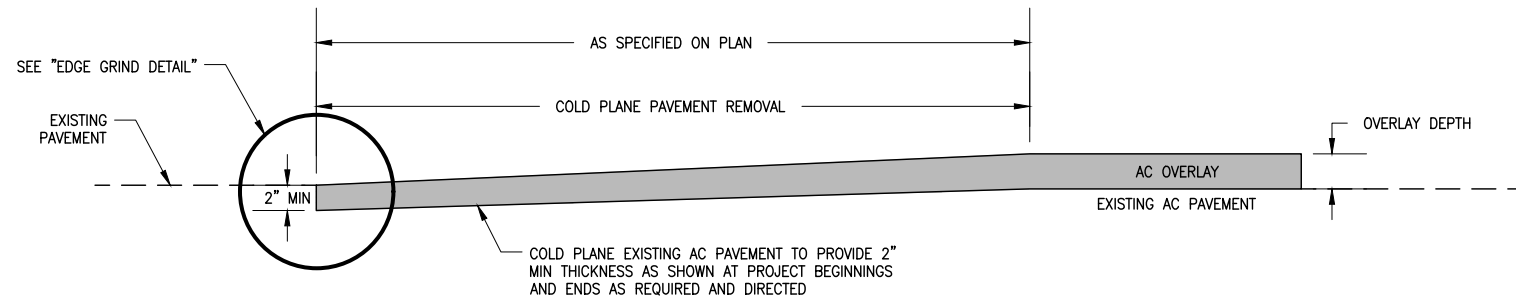 AS SPECIFIED ON PLAN
SEE "EDGE GRIND DETAIL"
COLD PLANE PAVEMENT REMOVAL
EXISTING
PAVEMENT
OVERLAY DEPTH
AC OVERLAY
2" MIN
EXISTING AC PAVEMENT
COLD PLANE EXISTING AC PAVEMENT TO PROVIDE 2"
MIN THICKNESS AS SHOWN AT PROJECT BEGINNINGS
AND ENDS AS REQUIRED AND DIRECTED